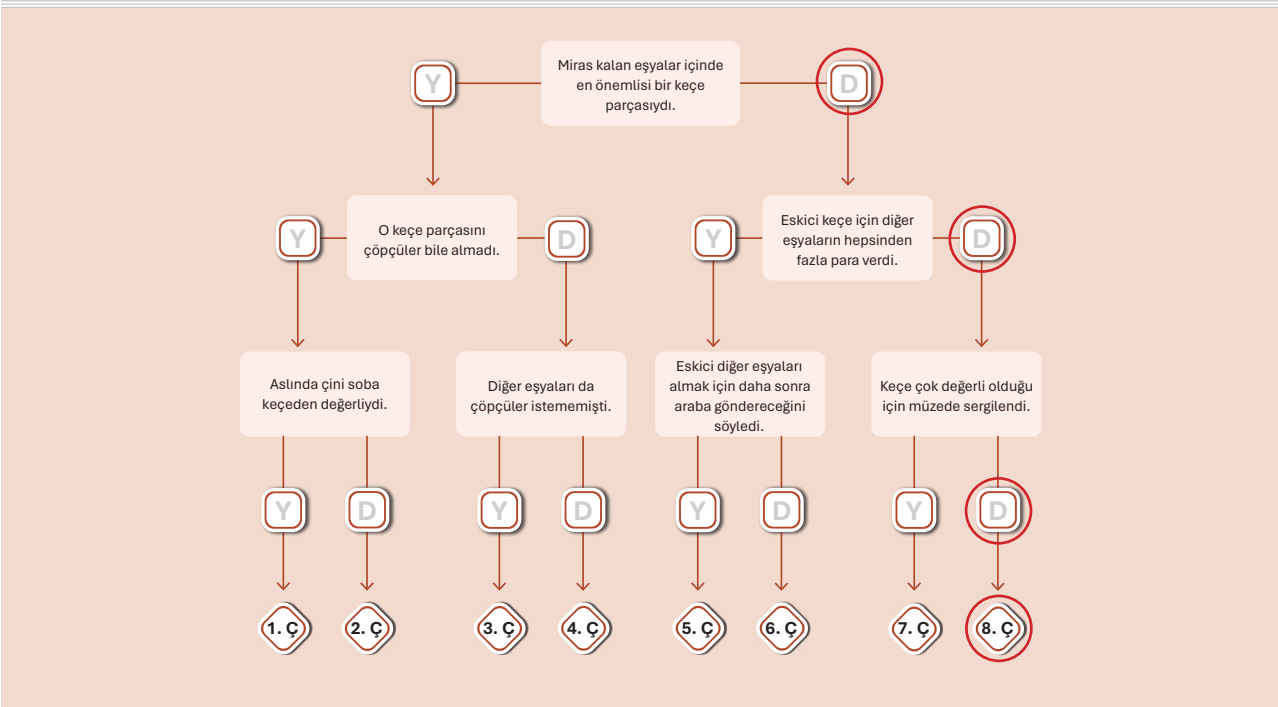 Y
Miras kalan eşyalar içinde
en önemlisi bir keçe
parçasıydı.
D
Y
O keçe parçasını
çöpçüler bile almadı.
D
Y
Eskici keçe için diğer
eşyaların hepsinden
fazla para verdi.
D
Aslında çini soba
keçeden değerliydi.
Diğer eşyaları da
çöpçüler istememişti.
Eskici diğer eşyaları
almak için daha sonra
araba göndereceğini
söyledi.
Keçe çok değerli olduğu
için müzede sergilendi.
Y
D
Y
D
Y
D
Y
D
1. Ç
2. Ç
3. Ç
4. Ç
5. Ç
6. Ç
7. Ç
8. Ç